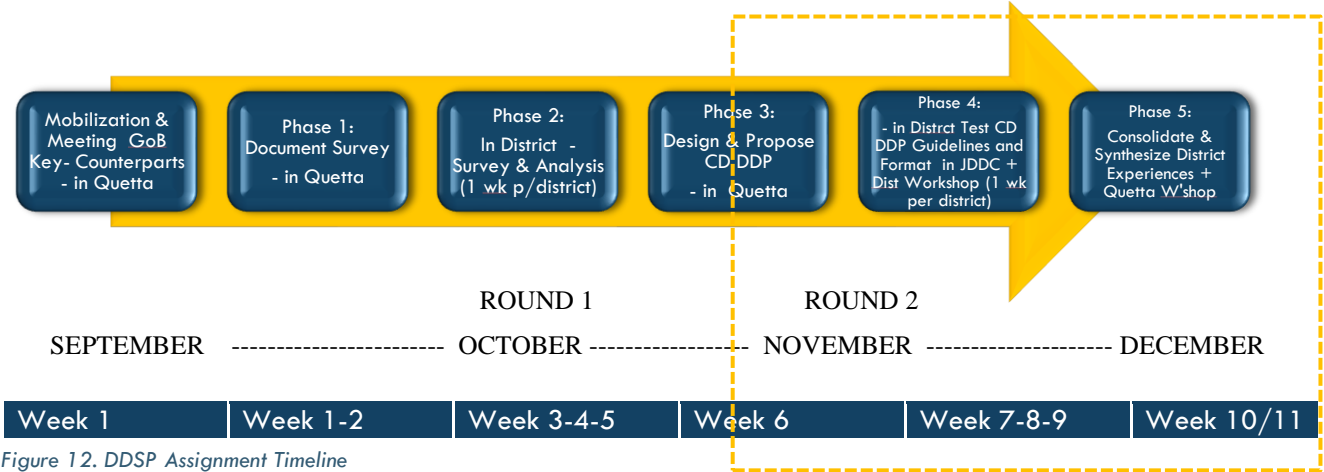 Mobilization &
Meeting GoB
Key- Counterparts
- in Quetta
Phase 1:
Document Survey
- in Quetta
Phase 2:
In District -
Survey & Analysis
(1 wk p/district)
Phase 3:
Design & Propose
CD-DDP
- in Quetta
Phase 4:
- in Distrct Test CD
DDP Guidelines and
Format in JDDC +
Dist Workshop (1 wk
per district)
Phase 5:
Consolidate &
Synthesize District
Experiences +
Quetta W'shop
ROUND 1
ROUND 2
SEPTEMBER ------------------------ OCTOBER ------------------ NOVEMBER --------------------- DECEMBER
Week 1
Week 1-2
Week 3-4-5
Week 6
Week 7-8-9
Week 10/11
Figure 12. DDSP Assignment Timeline